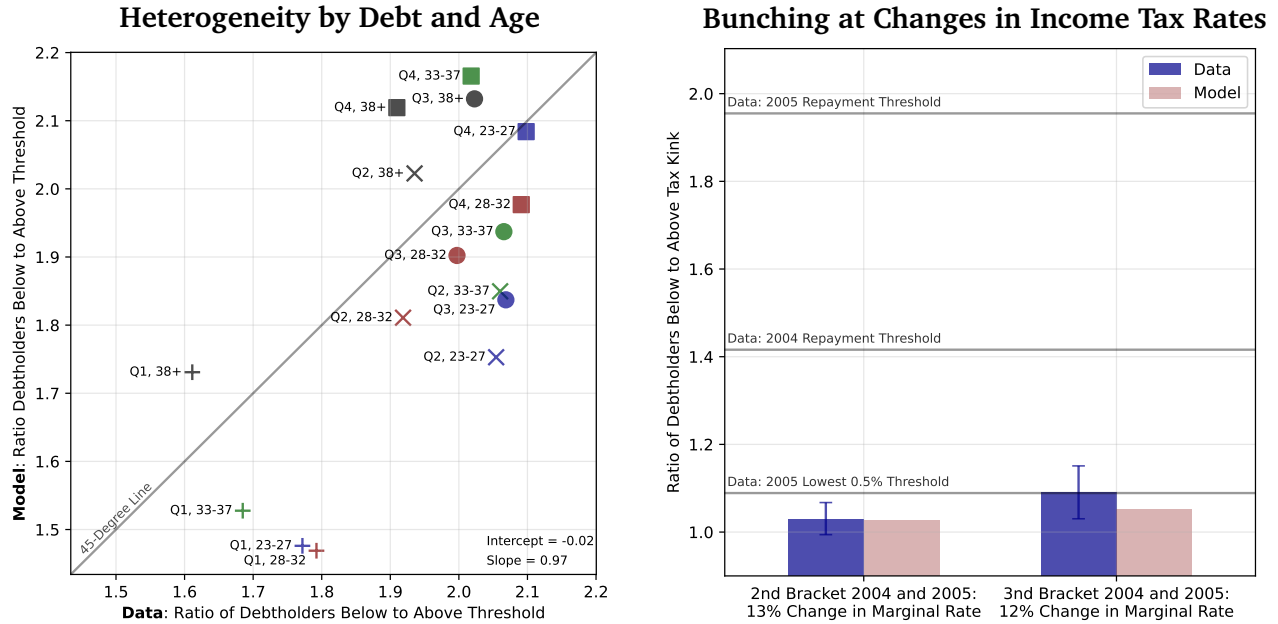 Heterogeneity by Debt and Age
Model: Ratio Debtholders Below to Above Threshold
2.2
2.1
2.0
1.9
1.8
1.7
1.6
1.5
Q4, 33-37
Q3, 38+
Q4, 38+
Q4, 23-27
Q2, 38+
Q4, 28-32
Q3, 33-37
Q3, 28-32
Q2, 33-37
Q3, 23-27
Q2, 28-32
Q2, 23-27
Q1, 38+
45-Degree Line
Q1, 33-37
Q1, 23-27
Q1, 28-32
Intercept = -0.02
Slope = 0.97
1.5 1.6 1.7 1.8 1.9 2.0 2.1 2.2
Data: Ratio of Debtholders Below to Above Threshold
Bunching at Changes in Income Tax Rates
Ratio of Debtholders Below to Above Tax Kink
2.0
1.8
1.6
1.4
1.2
1.0
Data
Model
Data: 2005 Repayment Threshold
Data: 2004 Repayment Threshold
Data: 2005 Lowest 0.5% Threshold
2nd Bracket 2004 and 2005:
13% Change in Marginal Rate
3nd Bracket 2004 and 2005:
12% Change in Marginal Rate